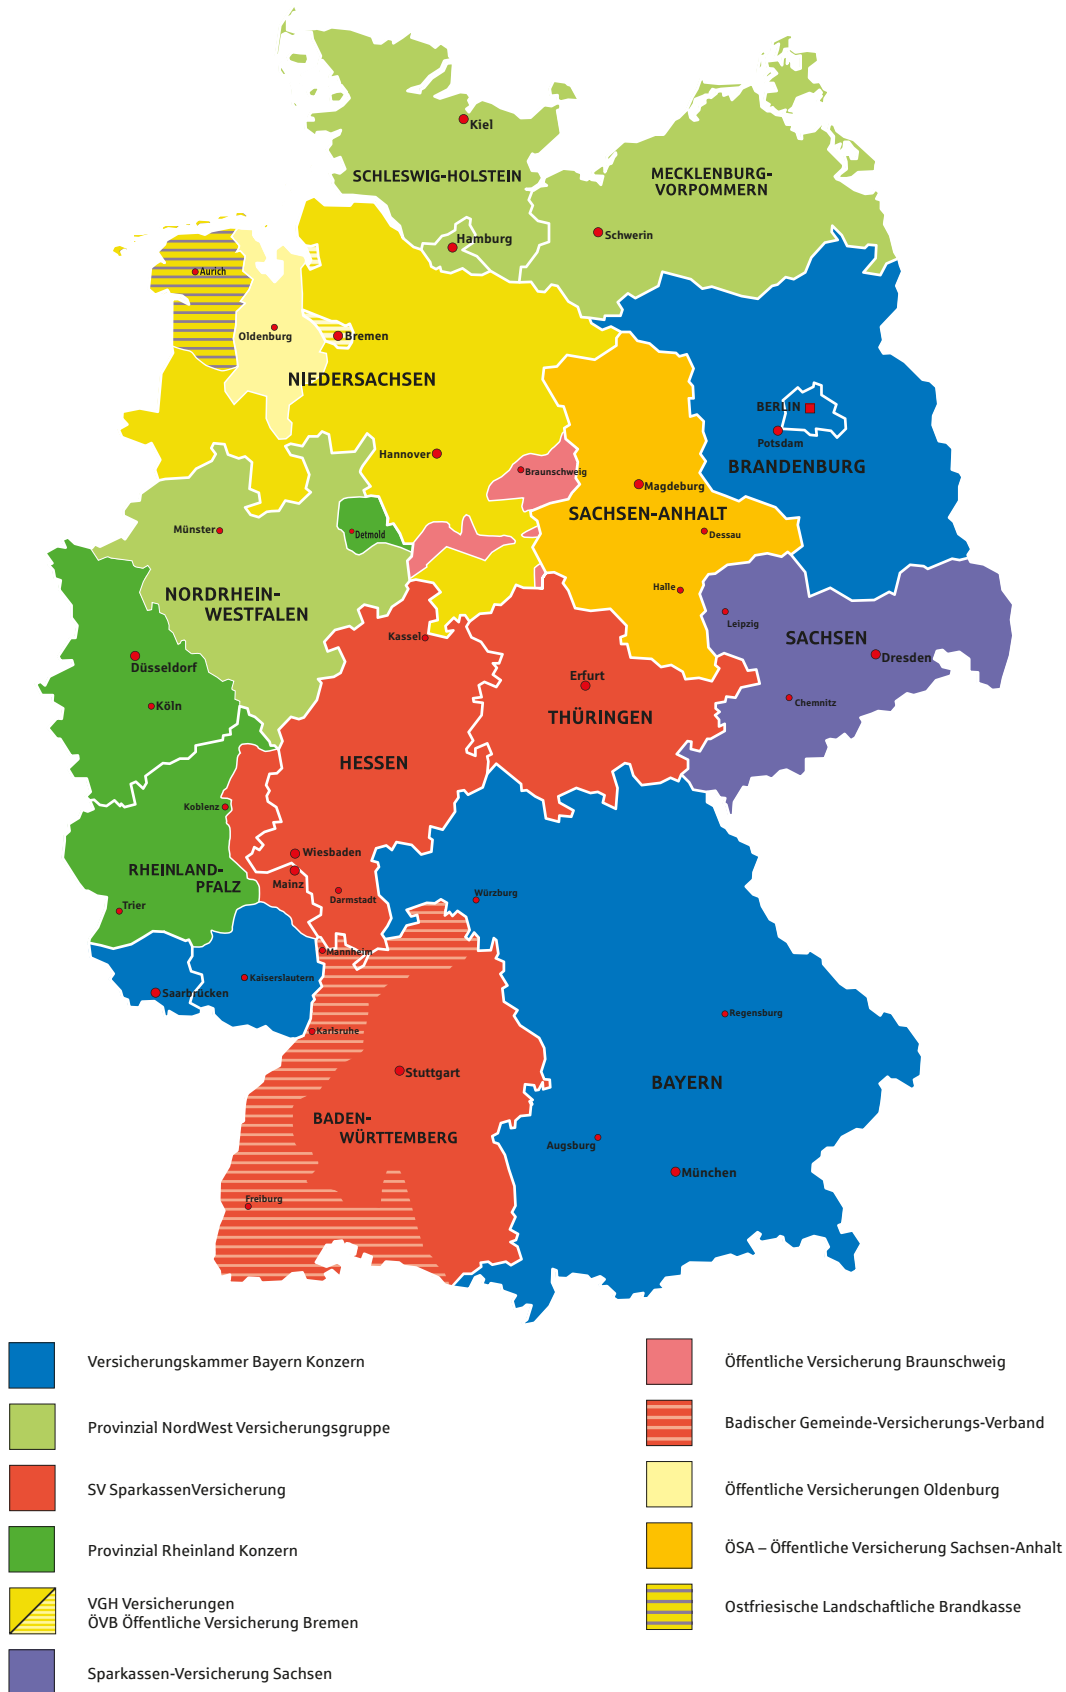 Kiel
SCHLESWIG-HOLSTEIN
MECKLENBURG-
VORPOMMERN
Hamburg
Schwerin
Aurich
Oldenburg
Bremen
NIEDERSACHSEN
BERLIN
Potsdam
BRANDENBURG
Hannover
Braunschweig
Magdeburg
SACHSEN-ANHALT
Dessau
Münster
Detmold
Halle
NORDRHEIN-
WESTFALEN
Leipzig
SACHSEN
Dresden
Kassel
Düsseldorf
Erfurt
Köln
Chemnitz
THÜRINGEN
HESSEN
Koblenz
Wiesbaden
RHEINLAND-
PFALZ
Mainz
Darmstadt
Würzburg
Trier
Mannheim
Kaiserslautern
Saarbrücken
Regensburg
Karlsruhe
Stuttgart
BAYERN
BADEN-
WÜRTTEMBERG
Augsburg
München
Freiburg
Versicherungskammer Bayern Konzern
Provinzial NordWest Versicherungsgruppe
SV SparkassenVersicherung
Provinzial Rheinland Konzern
VGH Versicherungen
ÖVB Öffentliche Versicherung Bremen
Sparkassen-Versicherung Sachsen
Öffentliche Versicherung Braunschweig
Badischer Gemeinde-Versicherungs-Verband
Öffentliche Versicherungen Oldenburg
ÖSA – Öffentliche Versicherung Sachsen-Anhalt
Ostfriesische Landschaftliche Brandkasse